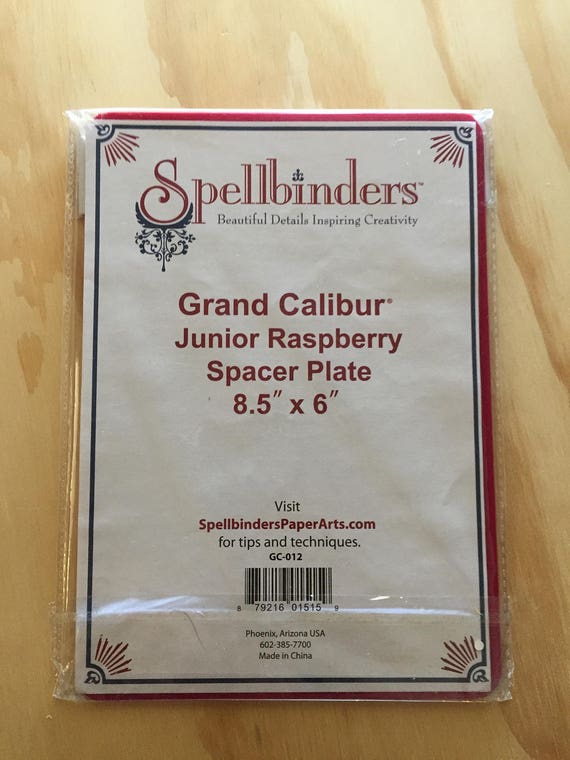 Spellbinders™
Beautiful Details Inspiring Creativity
Grand Calibur®
Junior Raspberry
Spacer Plate
8.5″ x 6″
Visit
SpellbindersPaperArts.com
for tips and techniques.
GC-012
8 79216 01515 9
Phoenix, Arizona USA
602-385-7700
Made in China